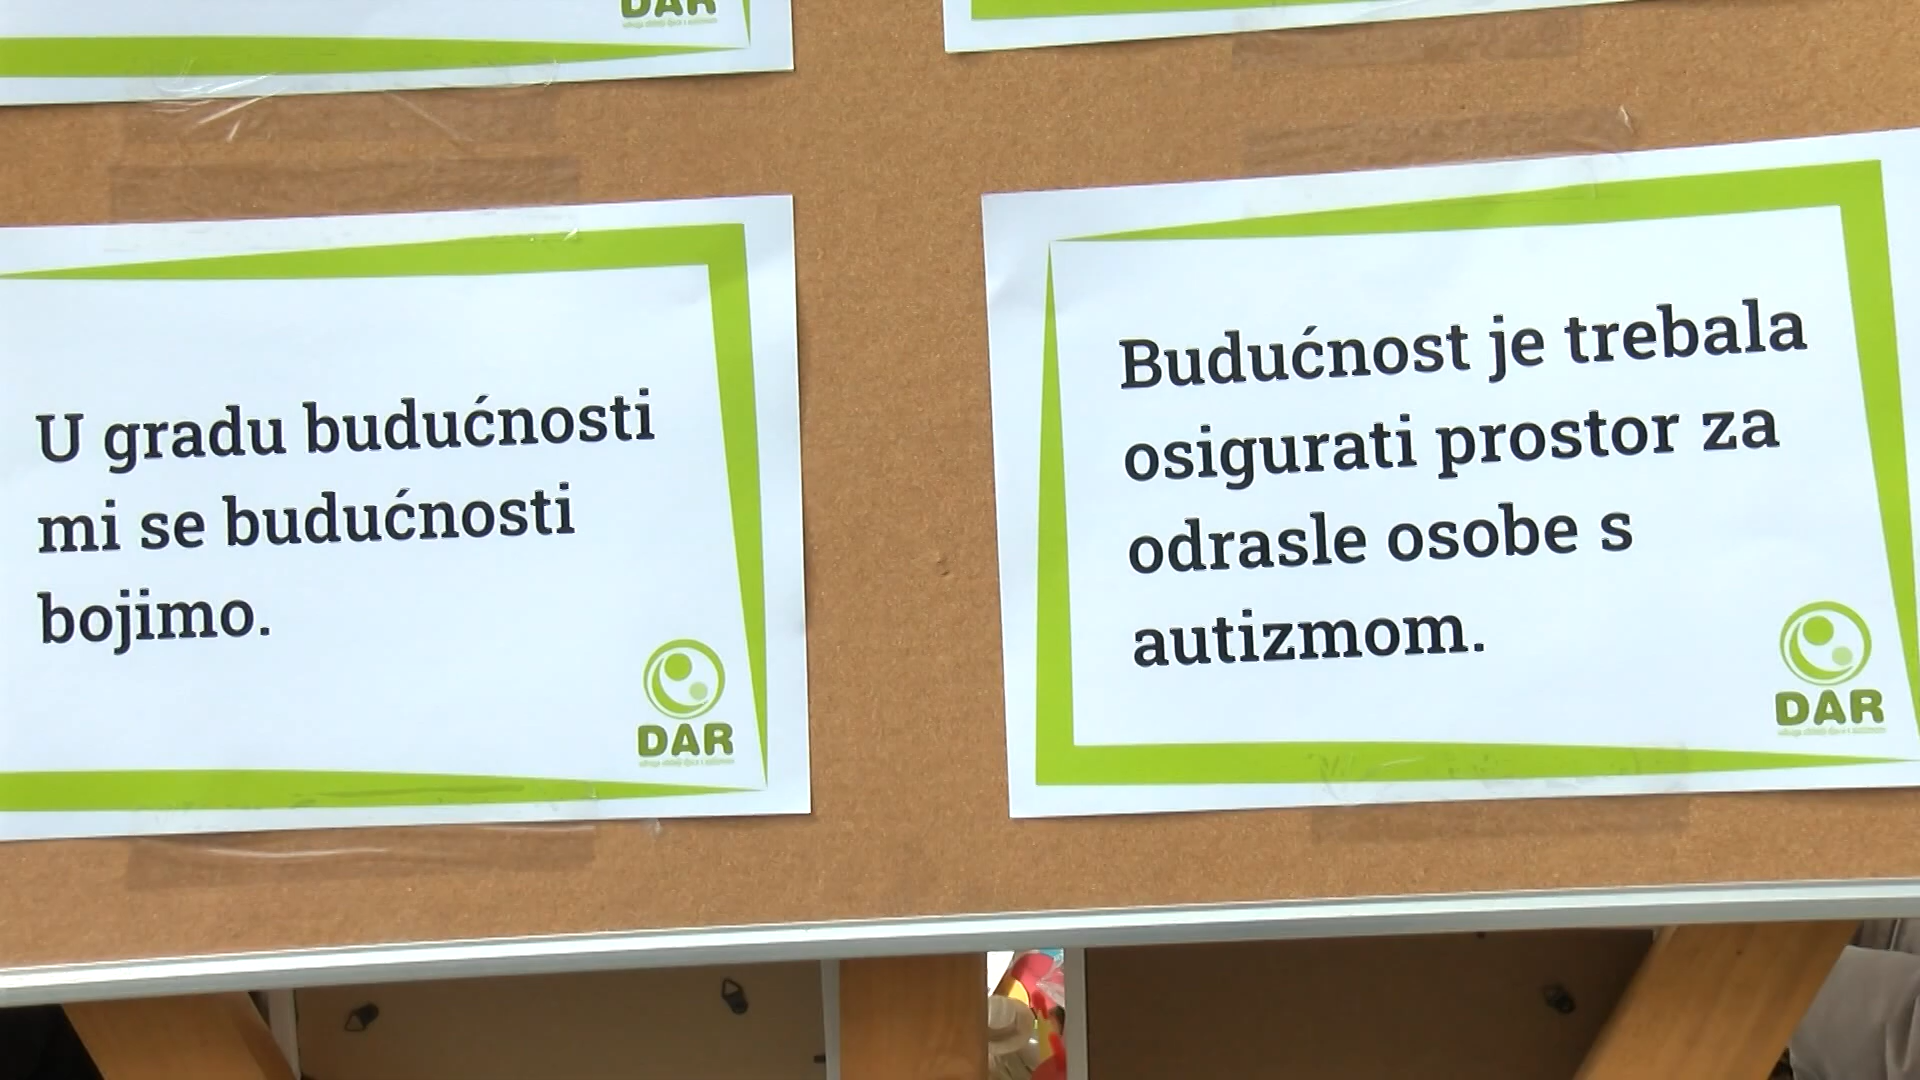 DAR
U gradu budućnosti
mi se budućnosti
bojimo.
DAR
Budućnost je trebala
osigurati prostor za
odrasle osobe s
autizmom.
DAR